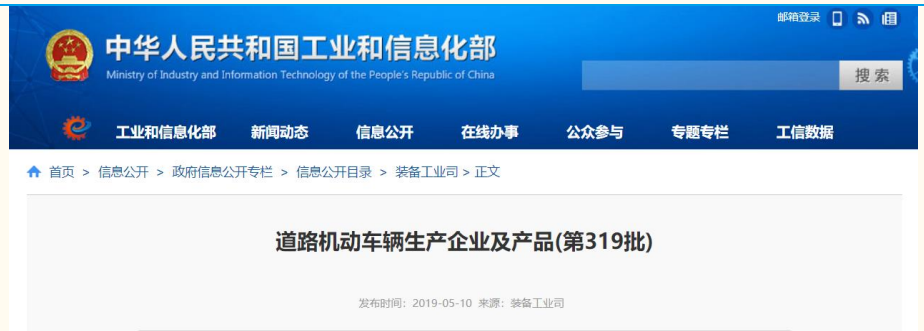 邮箱登录
中华人民共和国工业和信息化部
Ministry of Industry and Information Technology of the People's Republic of China
搜索
工业和信息化部 新闻动态 信息公开 在线办事 公众参与 专题专栏 工信数据
首页 > 信息公开 > 政府信息公开专栏 > 信息公开目录 > 装备工业司 > 正文
道路机动车辆生产企业及产品(第319批)
发布时间：2019-05-10 来源：装备工业司